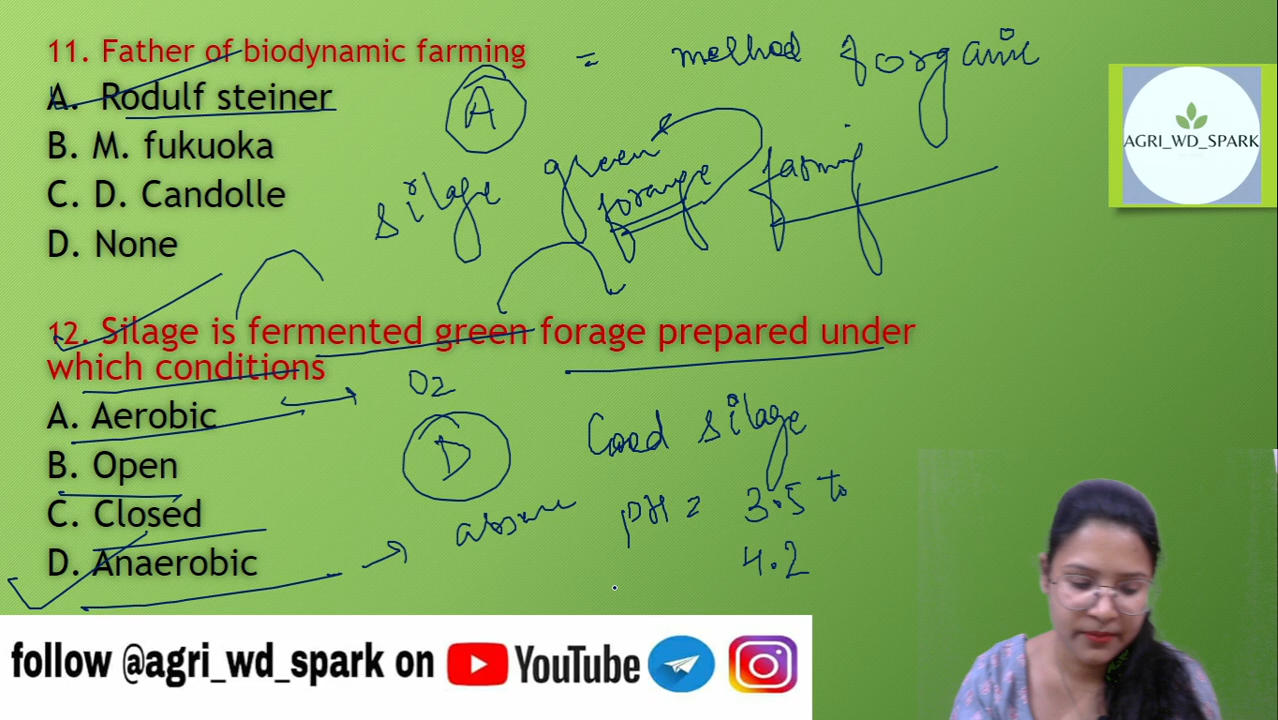 11. Father of biodynamic farming
A. Rodulf steiner
B. M. fukuoka
C. D. Candolle
D. None
A
= method of organic
farming
silage green
forange
AGRI_WD_SPARK
12. Silage is fermented green forage prepared under
which conditions
A. Aerobic
B. Open
C. Closed
D. Anaerobic
O2
D
Good silage
pH = 3.5 to
4.2
follow @agri_wd_spark on YouTube